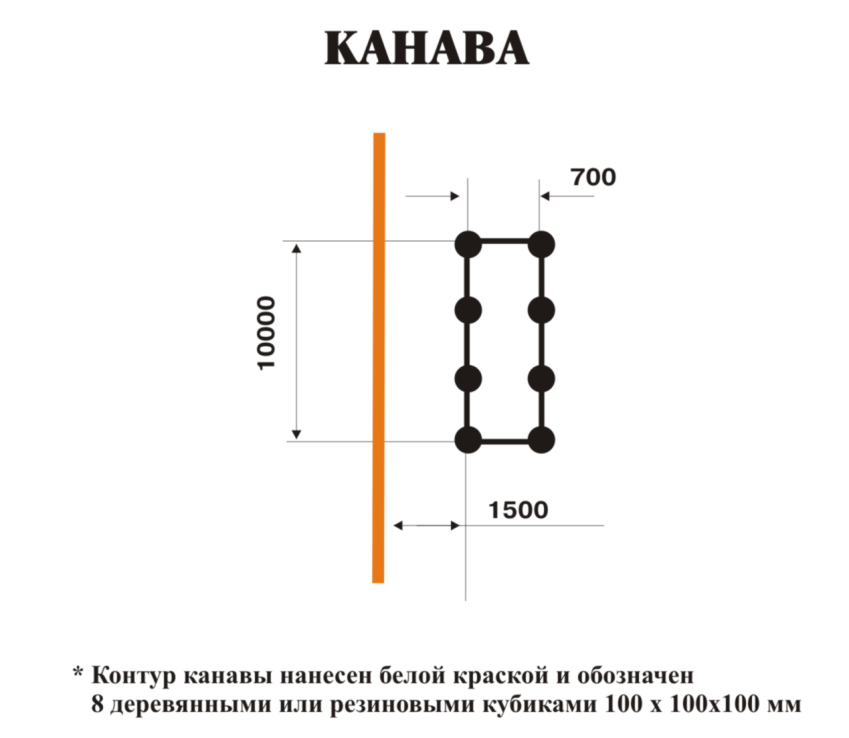 КАНАВА
700
10000
1500
* Контур канавы нанесен белой краской и обозначен
8 деревянными или резиновыми кубиками 100 х 100х100 мм